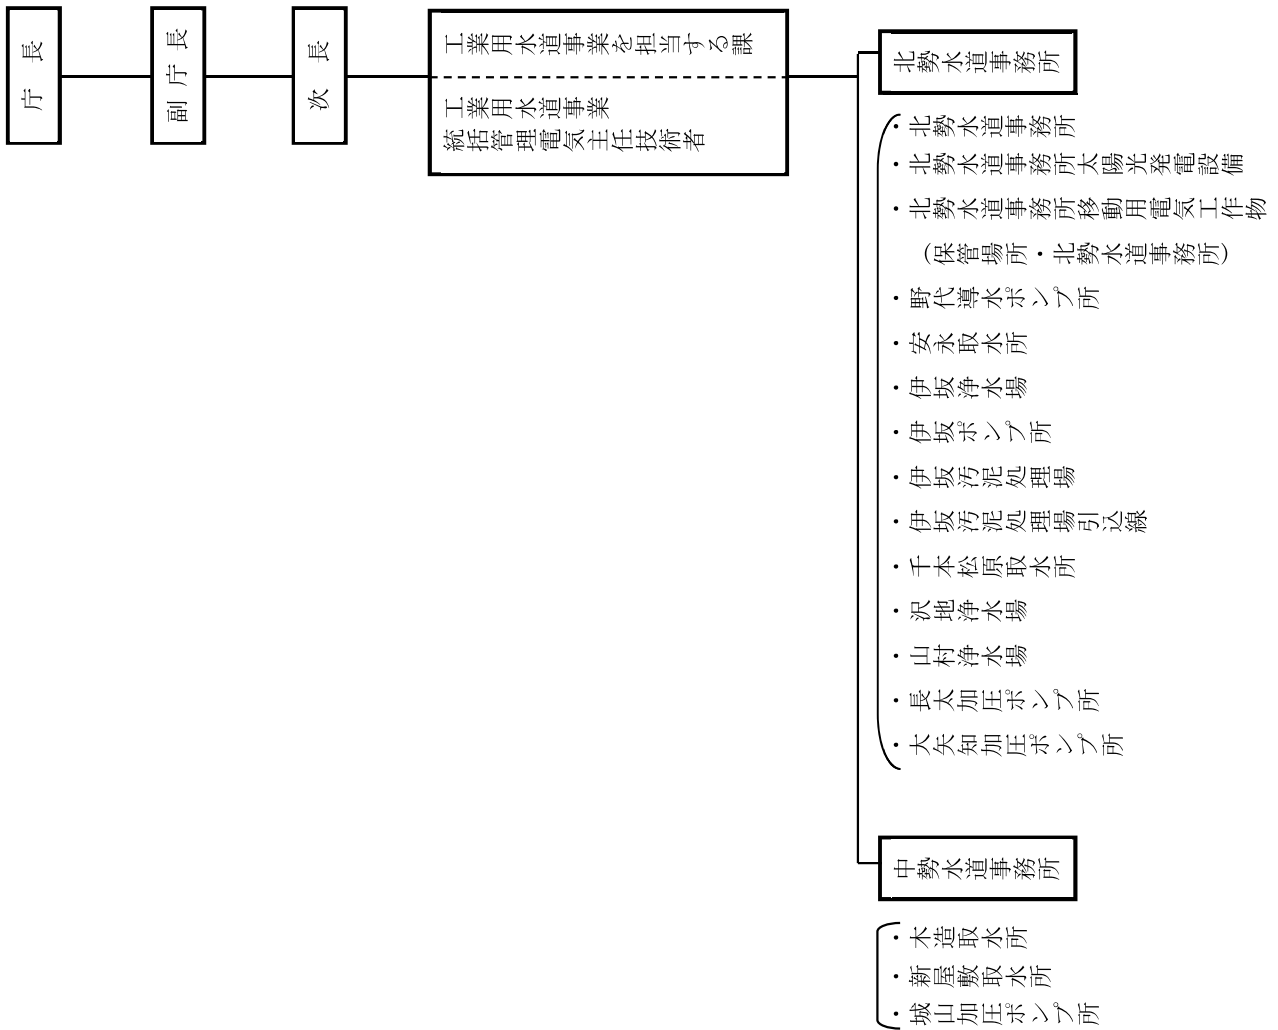 庁長
副庁長
次長
工業用水道事業を担当する課
工業用水道事業
統括管理電気主任技術者
北勢水道事務所
・北勢水道事務所
・北勢水道事務所太陽光発電設備
・北勢水道事務所移動用電気工作物
（保管場所・北勢水道事務所）
・野代導水ポンプ所
・安永取水所
・伊坂浄水場
・伊坂ポンプ所
・伊坂汚泥処理場
・伊坂汚泥処理場引込線
・千本松原取水所
・沢地浄水場
・山村浄水場
・長太加圧ポンプ所
・大矢知加圧ポンプ所
中勢水道事務所
・木造取水所
・新屋敷取水所
・城山加圧ポンプ所